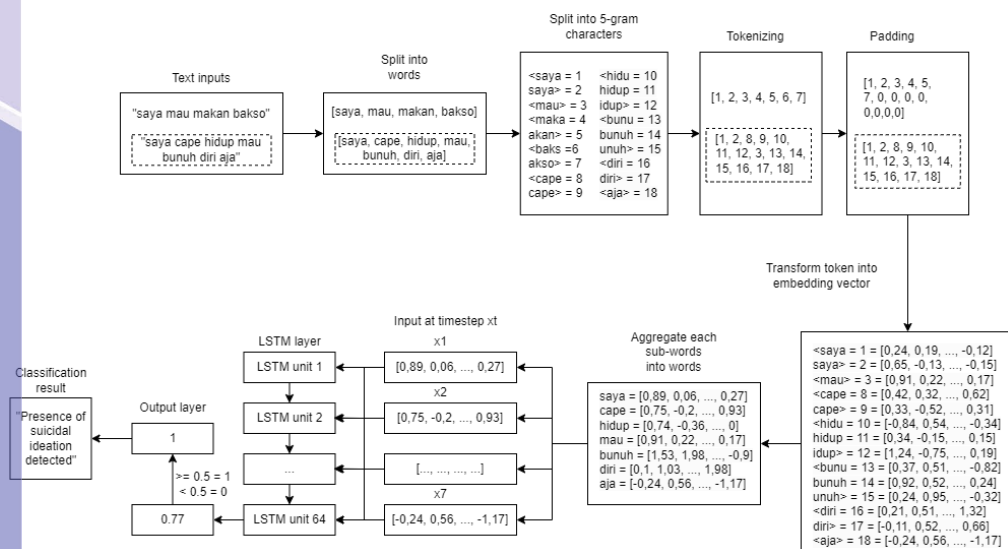 Text inputs
"saya mau makan bakso"
"saya cape hidup mau
bunuh diri aja"
Split into
words
[saya, mau, makan, bakso]
[saya, cape, hidup, mau,
bunuh, diri, aja]
Split into 5-gram
characters
<saya = 1
saya> = 2
<mau> = 3
<maka = 4
akan> = 5
<baks =6
akso> = 7
<cape = 8
cape> = 9
<hidu = 10
hidup = 11
idup> = 12
<bunu = 13
bunuh = 14
unuh> = 15
<diri = 16
diri> = 17
<aja> = 18
Tokenizing
[1, 2, 3, 4, 5, 6, 7]
[1, 2, 8, 9, 10,
11, 12, 3, 13, 14,
15, 16, 17, 18]
Padding
[1, 2, 3, 4, 5,
7, 0, 0, 0, 0,
0,0,0,0]
[1, 2, 8, 9, 10,
11, 12, 3, 13, 14,
15, 16, 17, 18]
Transform token into
embedding vector
<saya = 1 = [0,24, 0,19, ..., -0,12]
saya> = 2 = [0,65, -0,13, ..., -0,15]
<mau> = 3 = [0,91, 0,22, ..., 0,17]
<cape = 8 = [0,42, 0,32, ..., 0,62]
cape> = 9 = [0,33, -0,52, ..., 0,31]
<hidu = 10 = [-0,84, 0,54, ..., -0,34]
hidup = 11 = [0,34, -0,15, ..., 0,15]
idup> = 12 = [1,24, -0,75, ..., 0,19]
<bunu = 13 = [0,37, 0,51, ..., -0,82]
bunuh = 14 = [0,92, 0,52, ..., 0,24]
unuh> = 15 = [0,24, 0,95, ..., -0,32]
<diri = 16 = [0,21, 0,51, ..., 1,32]
diri> = 17 = [-0,11, 0,52, ..., 0,66]
<aja> = 18 = [-0,24, 0,56, ..., -1,17]
Aggregate each
sub-words
into words
saya = [0,89, 0,06, ..., 0,27]
cape = [0,75, -0,2, ..., 0,93]
hidup = [0,74, -0,36, ..., 0]
mau = [0,91, 0,22, ..., 0,17]
bunuh = [1,53, 1,98, ..., -0,9]
diri = [0,1, 1,03, ..., 1,98]
aja = [-0,24, 0,56, ..., -1,17]
Input at timestep xt
x1
[0,89, 0,06, ..., 0,27]
x2
[0,75, -0,2, ..., 0,93]
[..., ..., ..., ...]
x7
[-0,24, 0,56, ..., -1,17]
LSTM layer
LSTM unit 1
LSTM unit 2
...
LSTM unit 64
Output layer
1
>= 0.5 = 1
< 0.5 = 0
0.77
Classification
result
"Presence of
suicidal
ideation
detected"